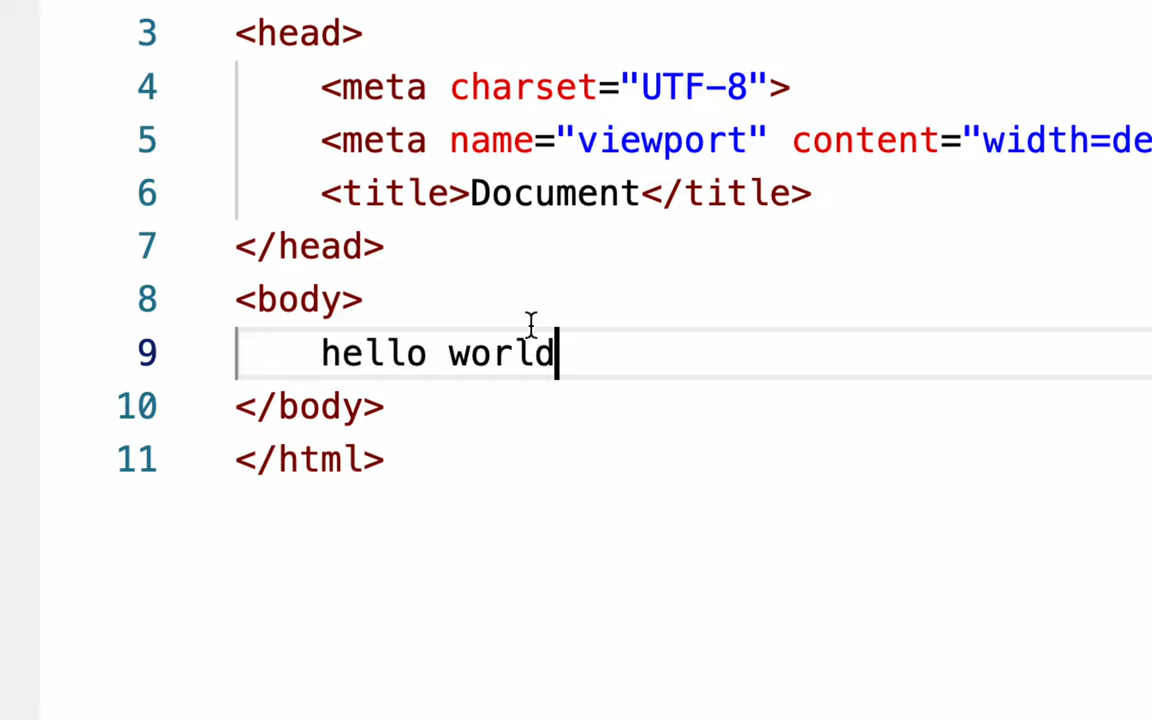 3 <head>
4 <meta charset="UTF-8">
5 <meta name="viewport" content="width=de
6 <title>Document</title>
7 </head>
8 <body>
9 hello world
10 </body>
11 </html>